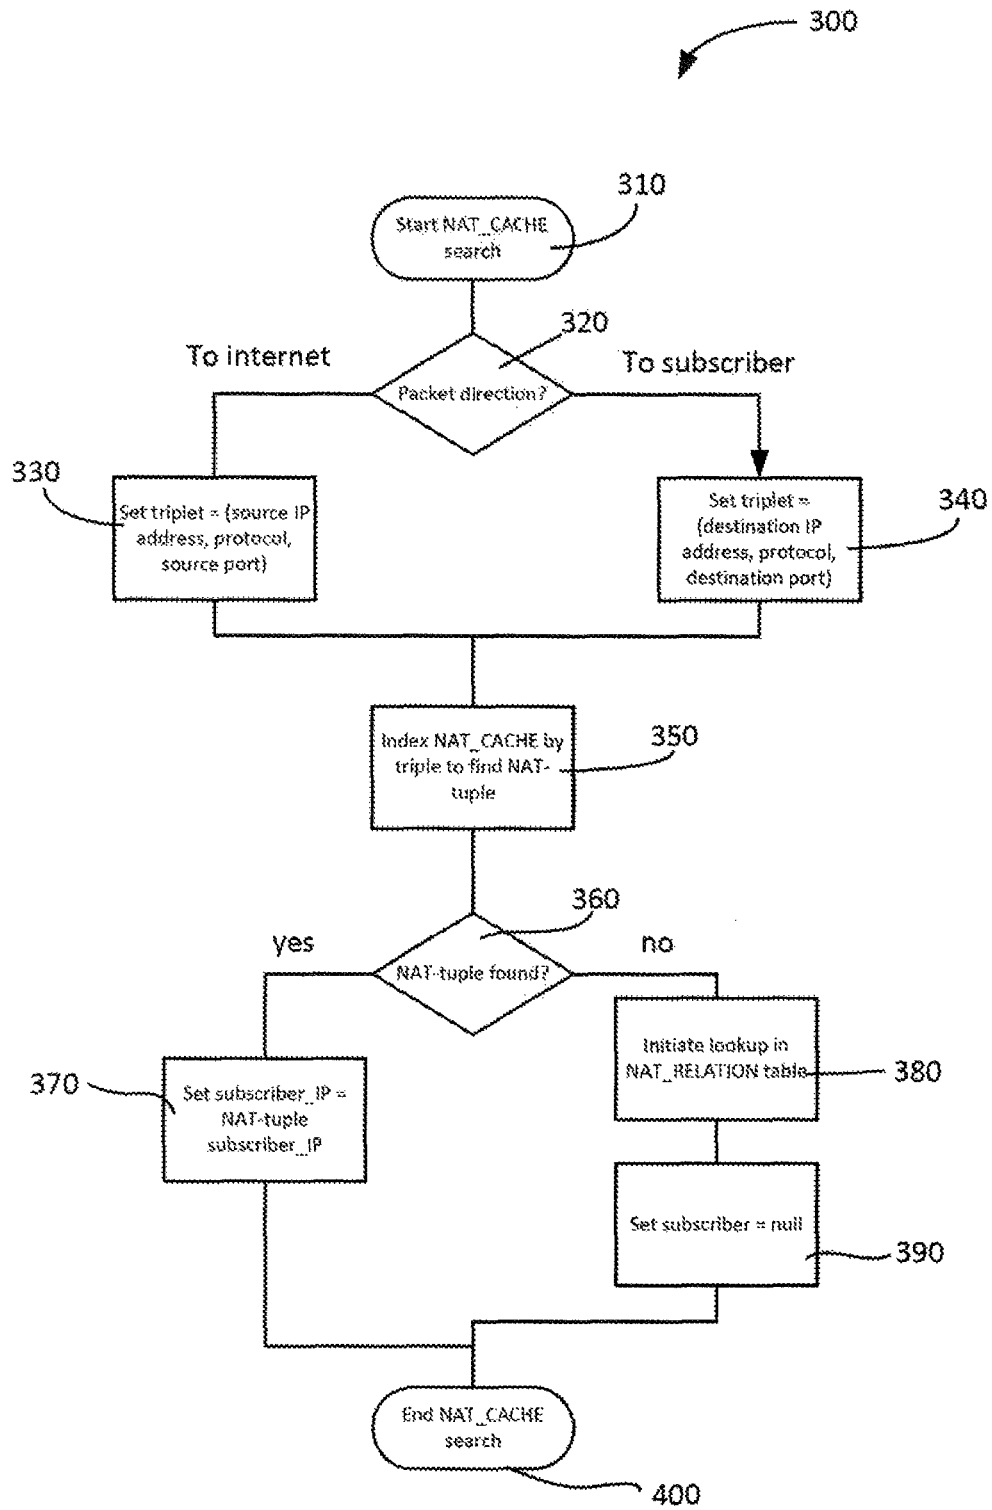 300
310
Start NAT_CACHE
search
320
To internet
To subscriber
Packet direction?
330
Set triplet = (source IP
address, protocol,
source port)
Set triplet =
(destination IP
address, protocol,
destination port)
340
Index NAT_CACHE by
triple to find NAT-
tuple
350
360
yes
no
NAT-tuple found?
370
Set subscriber_IP =
NAT-tuple
subscriber_IP
Initiate lookup in
NAT_RELATION table
380
Set subscriber = null
390
End NAT_CACHE
search
400